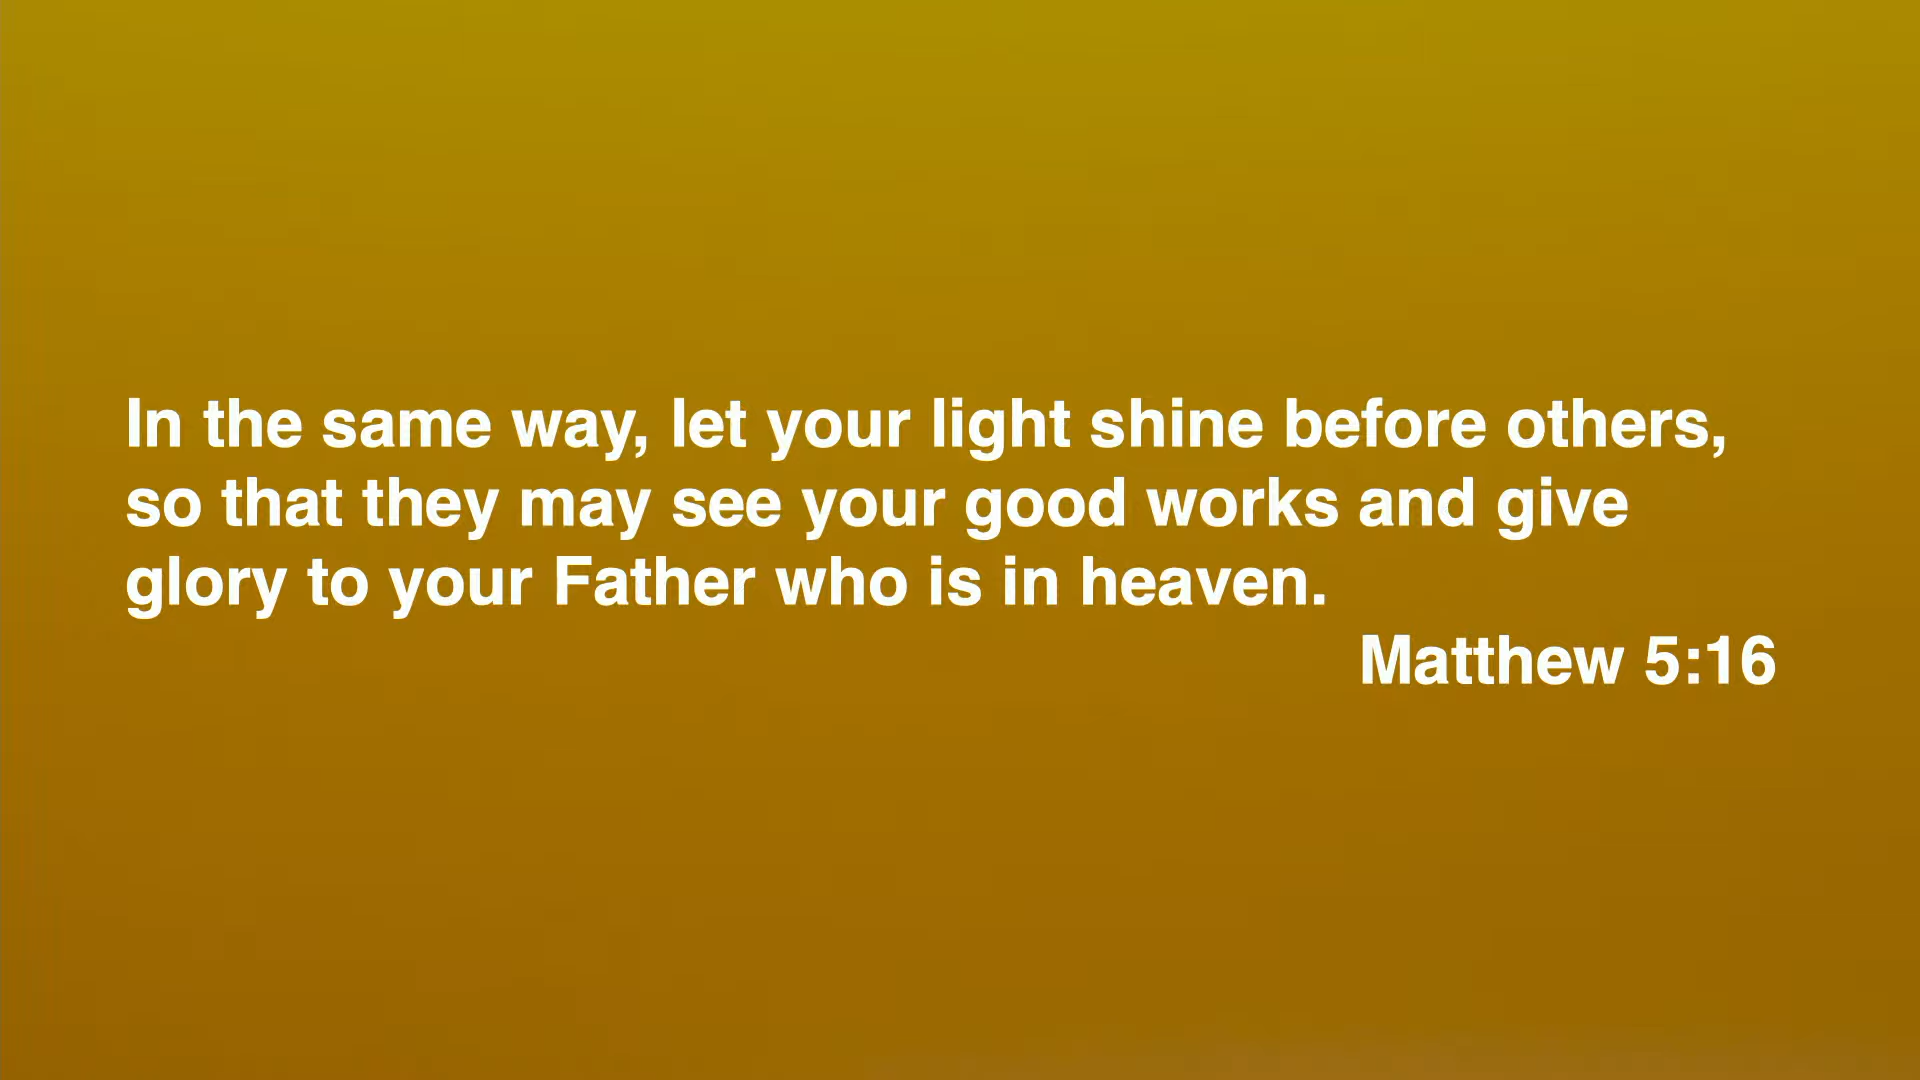 In the same way, let your light shine before others,
so that they may see your good works and give
glory to your Father who is in heaven.
Matthew 5:16